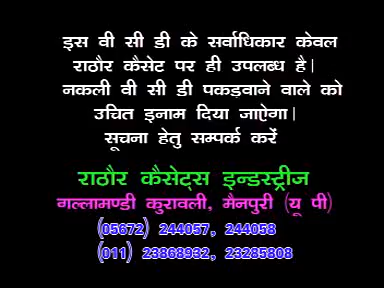 इस वी सी डी के सर्वाधिकार केवल
राठौर कैसेट पर ही उपलब्ध है|
नकली वी सी डी पकड़वाने वाले को
उचित इनाम दिया जाऐगा|
सूचना हेतु सम्पर्क करें
राठौर कैसेट्स इन्डस्ट्रीज
गल्लामण्डी कुरावली, मैनपुरी (यू पी)
(05672) 244057, 244058
(011) 23868932, 23285808